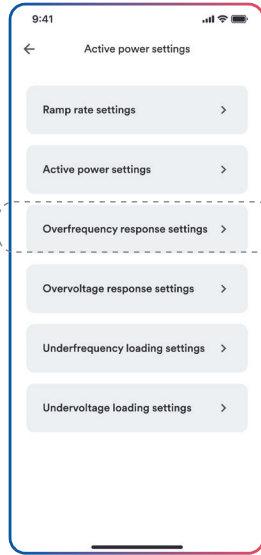 9:41
Active power settings
Ramp rate settings
Active power settings
Overfrequency response settings
Overvoltage response settings
Underfrequency loading settings
Undervoltage loading settings